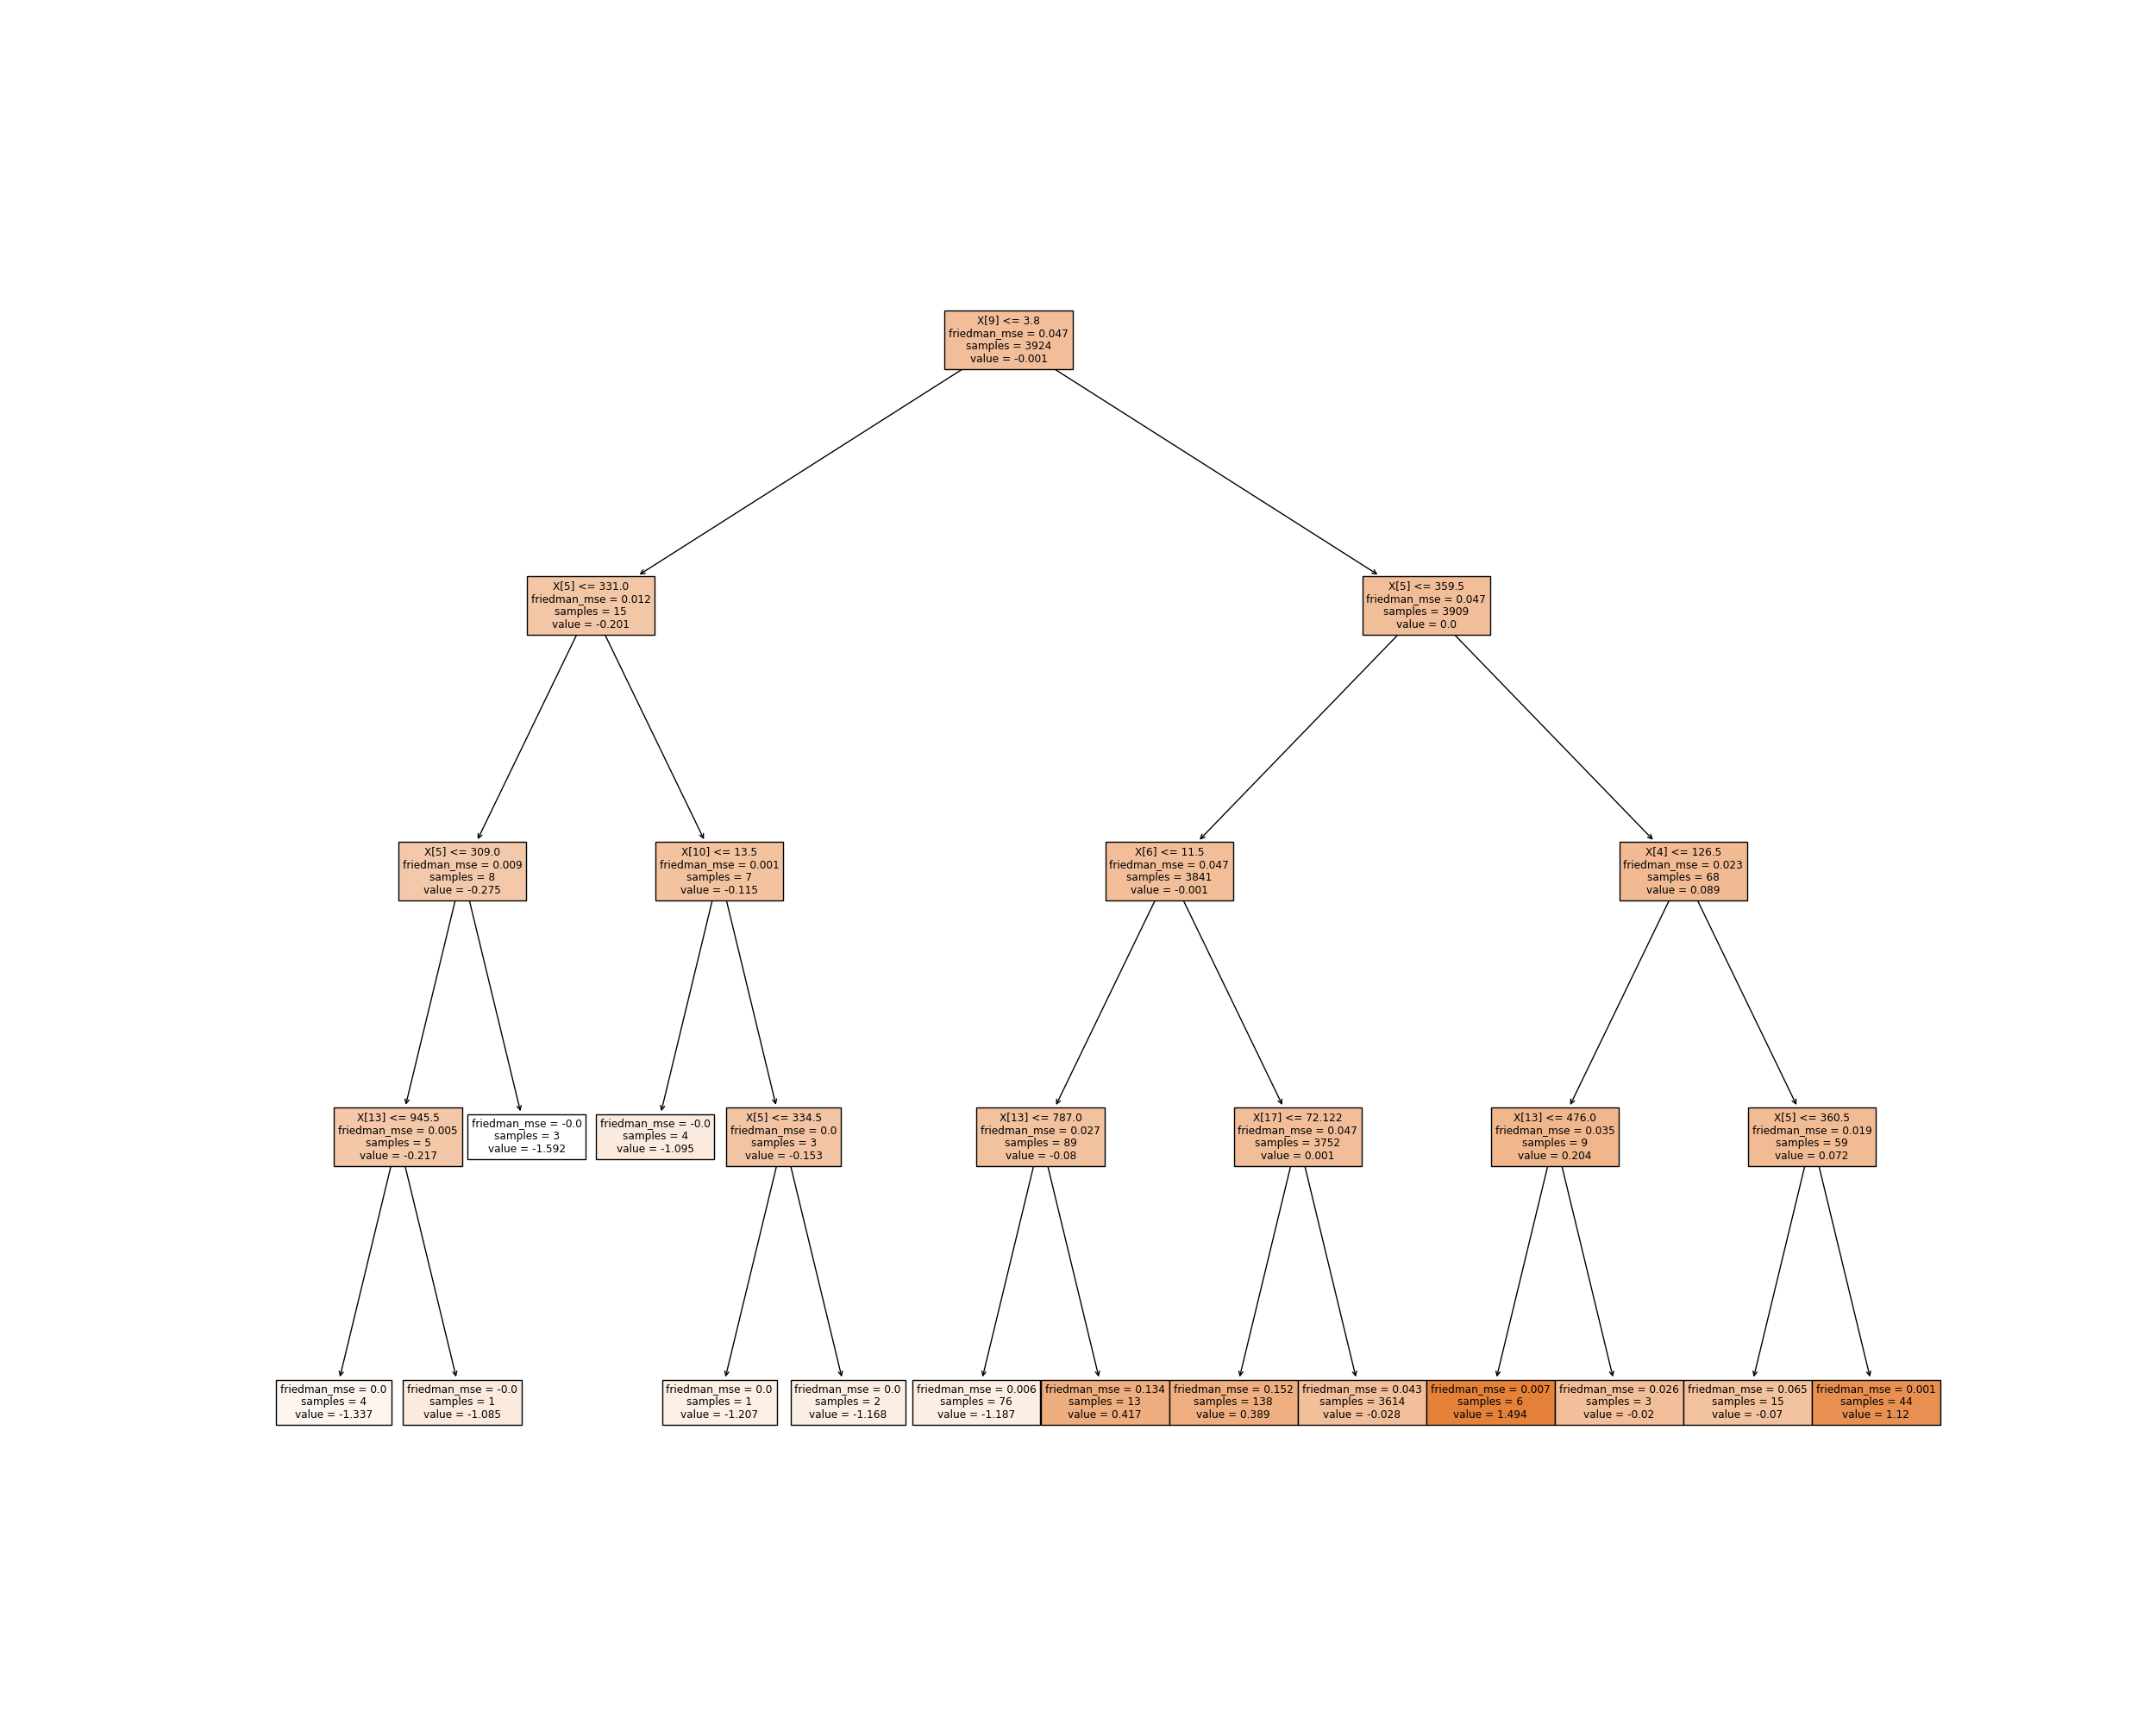 X[9] <= 3.8
friedman_mse = 0.047
samples = 3924
value = -0.001
X[5] <= 331.0
friedman_mse = 0.012
samples = 15
value = -0.201
X[5] <= 359.5
friedman_mse = 0.047
samples = 3909
value = 0.0
X[5] <= 309.0
friedman_mse = 0.009
samples = 8
value = -0.275
X[10] <= 13.5
friedman_mse = 0.001
samples = 7
value = -0.115
X[6] <= 11.5
friedman_mse = 0.047
samples = 3841
value = -0.001
X[4] <= 126.5
friedman_mse = 0.023
samples = 68
value = 0.089
X[13] <= 945.5
friedman_mse = 0.005
samples = 5
value = -0.217
friedman_mse = -0.0
samples = 3
value = -1.592
friedman_mse = -0.0
samples = 4
value = -1.095
X[5] <= 334.5
friedman_mse = 0.0
samples = 3
value = -0.153
X[13] <= 787.0
friedman_mse = 0.027
samples = 89
value = -0.08
X[17] <= 72.122
friedman_mse = 0.047
samples = 3752
value = 0.001
X[13] <= 476.0
friedman_mse = 0.035
samples = 9
value = 0.204
X[5] <= 360.5
friedman_mse = 0.019
samples = 59
value = 0.072
friedman_mse = 0.0
samples = 4
value = -1.337
friedman_mse = -0.0
samples = 1
value = -1.085
friedman_mse = 0.0
samples = 1
value = -1.207
friedman_mse = 0.0
samples = 2
value = -1.168
friedman_mse = 0.006
samples = 76
value = -1.187
friedman_mse = 0.134
samples = 13
value = 0.417
friedman_mse = 0.152
samples = 138
value = 0.389
friedman_mse = 0.043
samples = 3614
value = -0.028
friedman_mse = 0.007
samples = 6
value = 1.494
friedman_mse = 0.026
samples = 3
value = -0.02
friedman_mse = 0.065
samples = 15
value = -0.07
friedman_mse = 0.001
samples = 44
value = 1.12